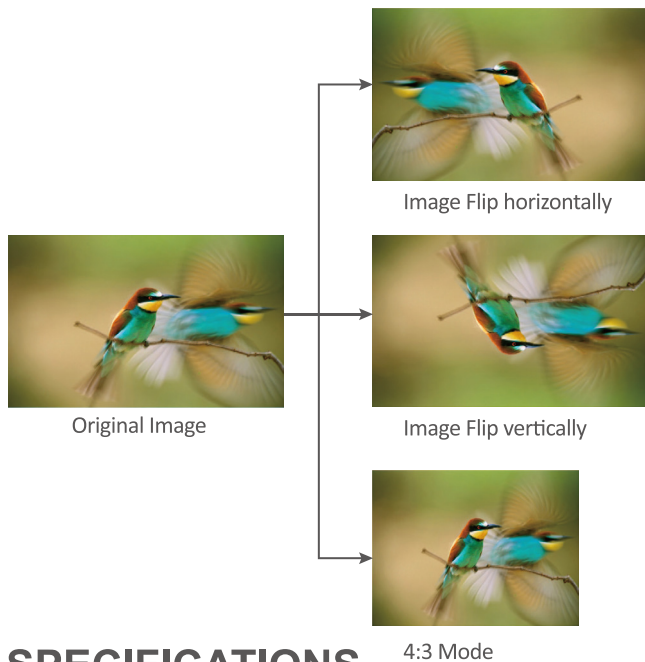 Image Flip horizontally
Original Image
Image Flip vertically
4:3 Mode
SPECIFICATIONS